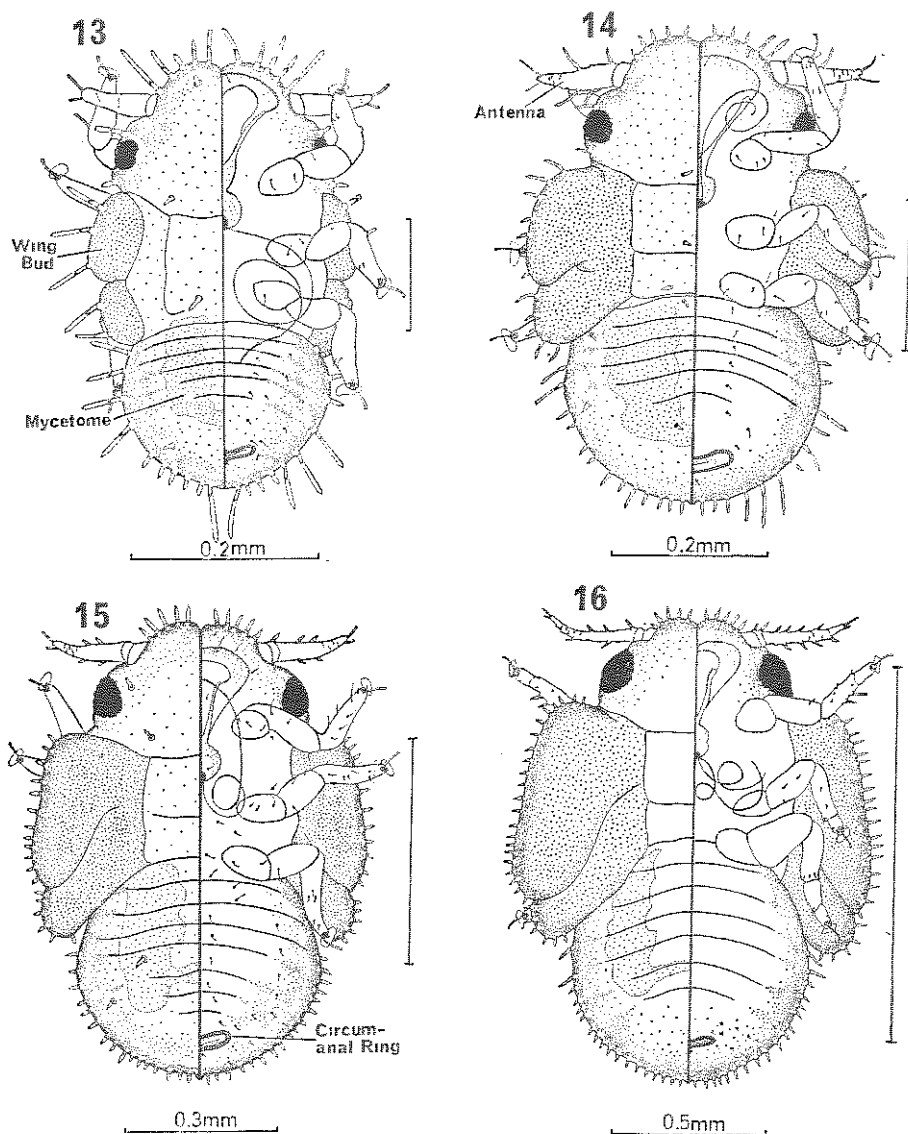 13
14
Antenna
Wing
Bud
Mycetome
0.2mm
0.2mm
15
16
Circum-
anal Ring
0.3mm
0.5mm